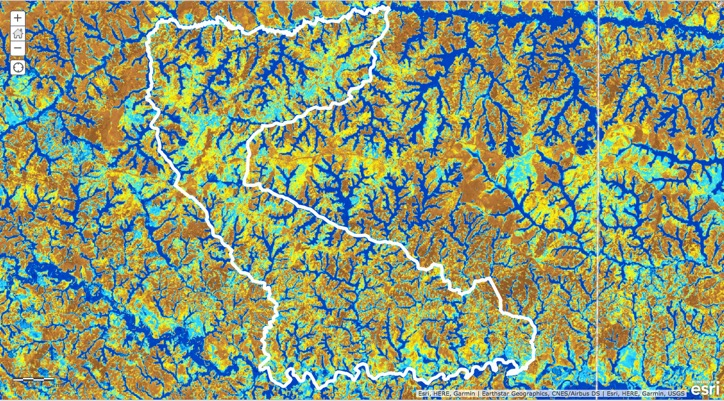 Esri, HERE, Garmin | Earthstar Geographics, CNES/Airbus DS | Esri, HERE, Garmin, USGS
esri